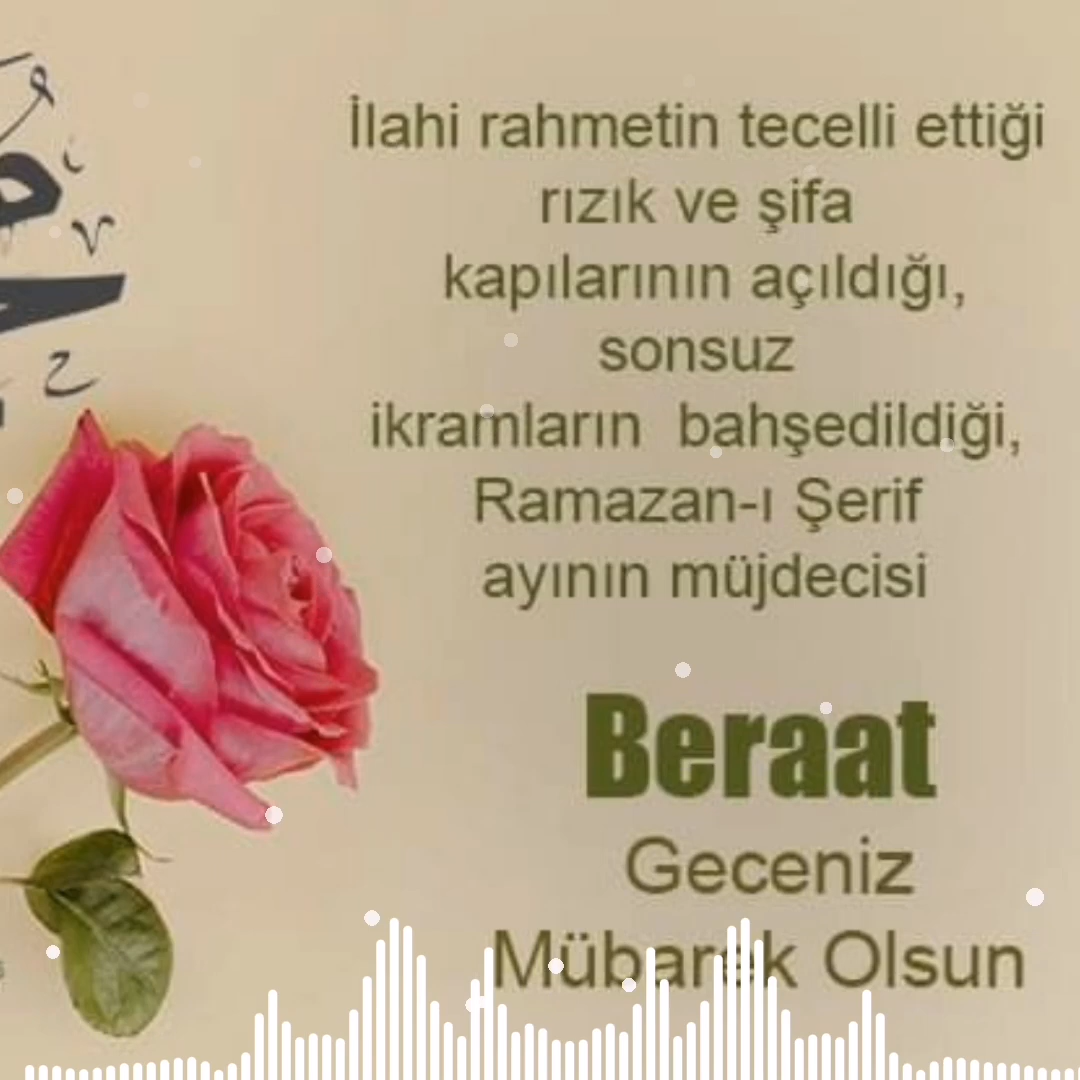 İlahi rahmetin tecelli ettiği
rızık ve şifa
kapılarının açıldığı,
sonsuz
ikramların bahşedildiği,
Ramazan-ı Şerif
ayının müjdecisi
Beraat
Geceniz
Mübarek Olsun